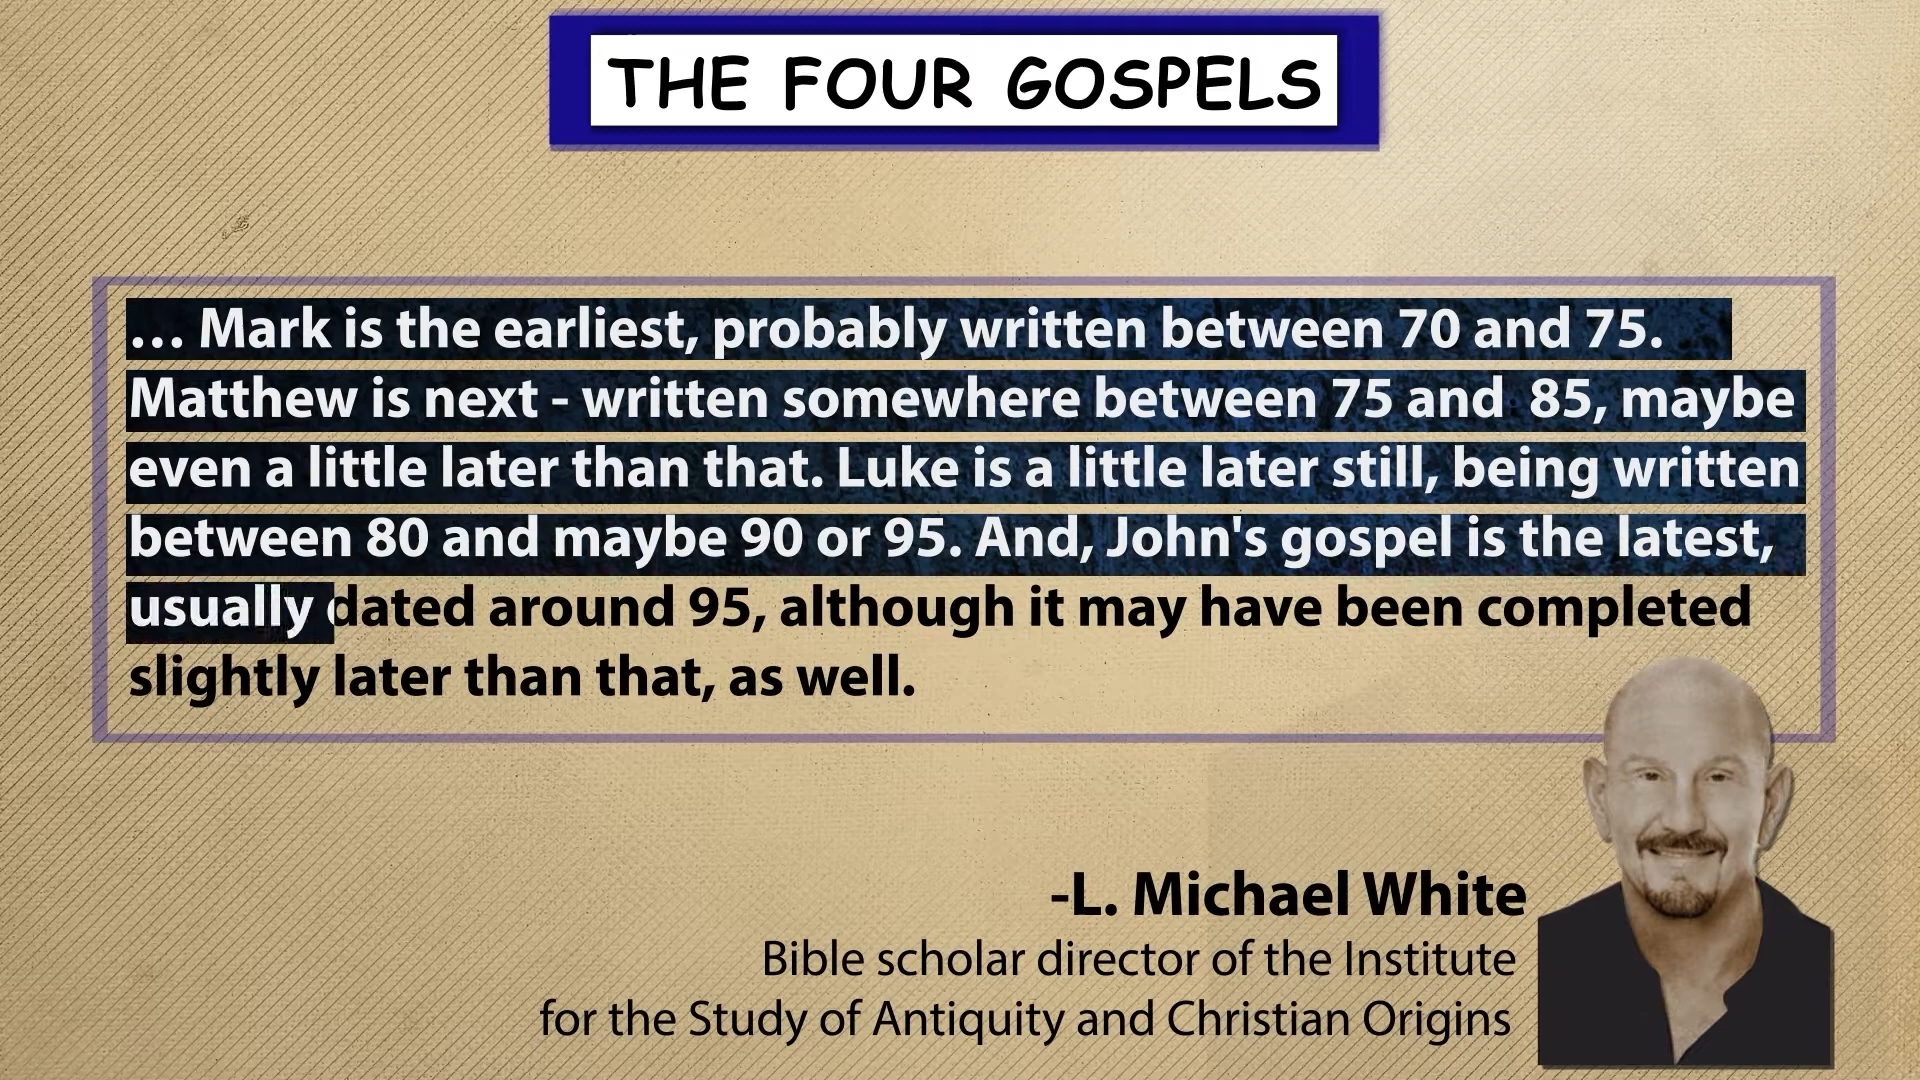 THE FOUR GOSPELS
... Mark is the earliest, probably written between 70 and 75.
Matthew is next - written somewhere between 75 and 85, maybe
even a little later than that. Luke is a little later still, being written
between 80 and maybe 90 or 95. And, John's gospel is the latest,
usually dated around 95, although it may have been completed
slightly later than that, as well.
-L. Michael White
Bible scholar director of the Institute
for the Study of Antiquity and Christian Origins